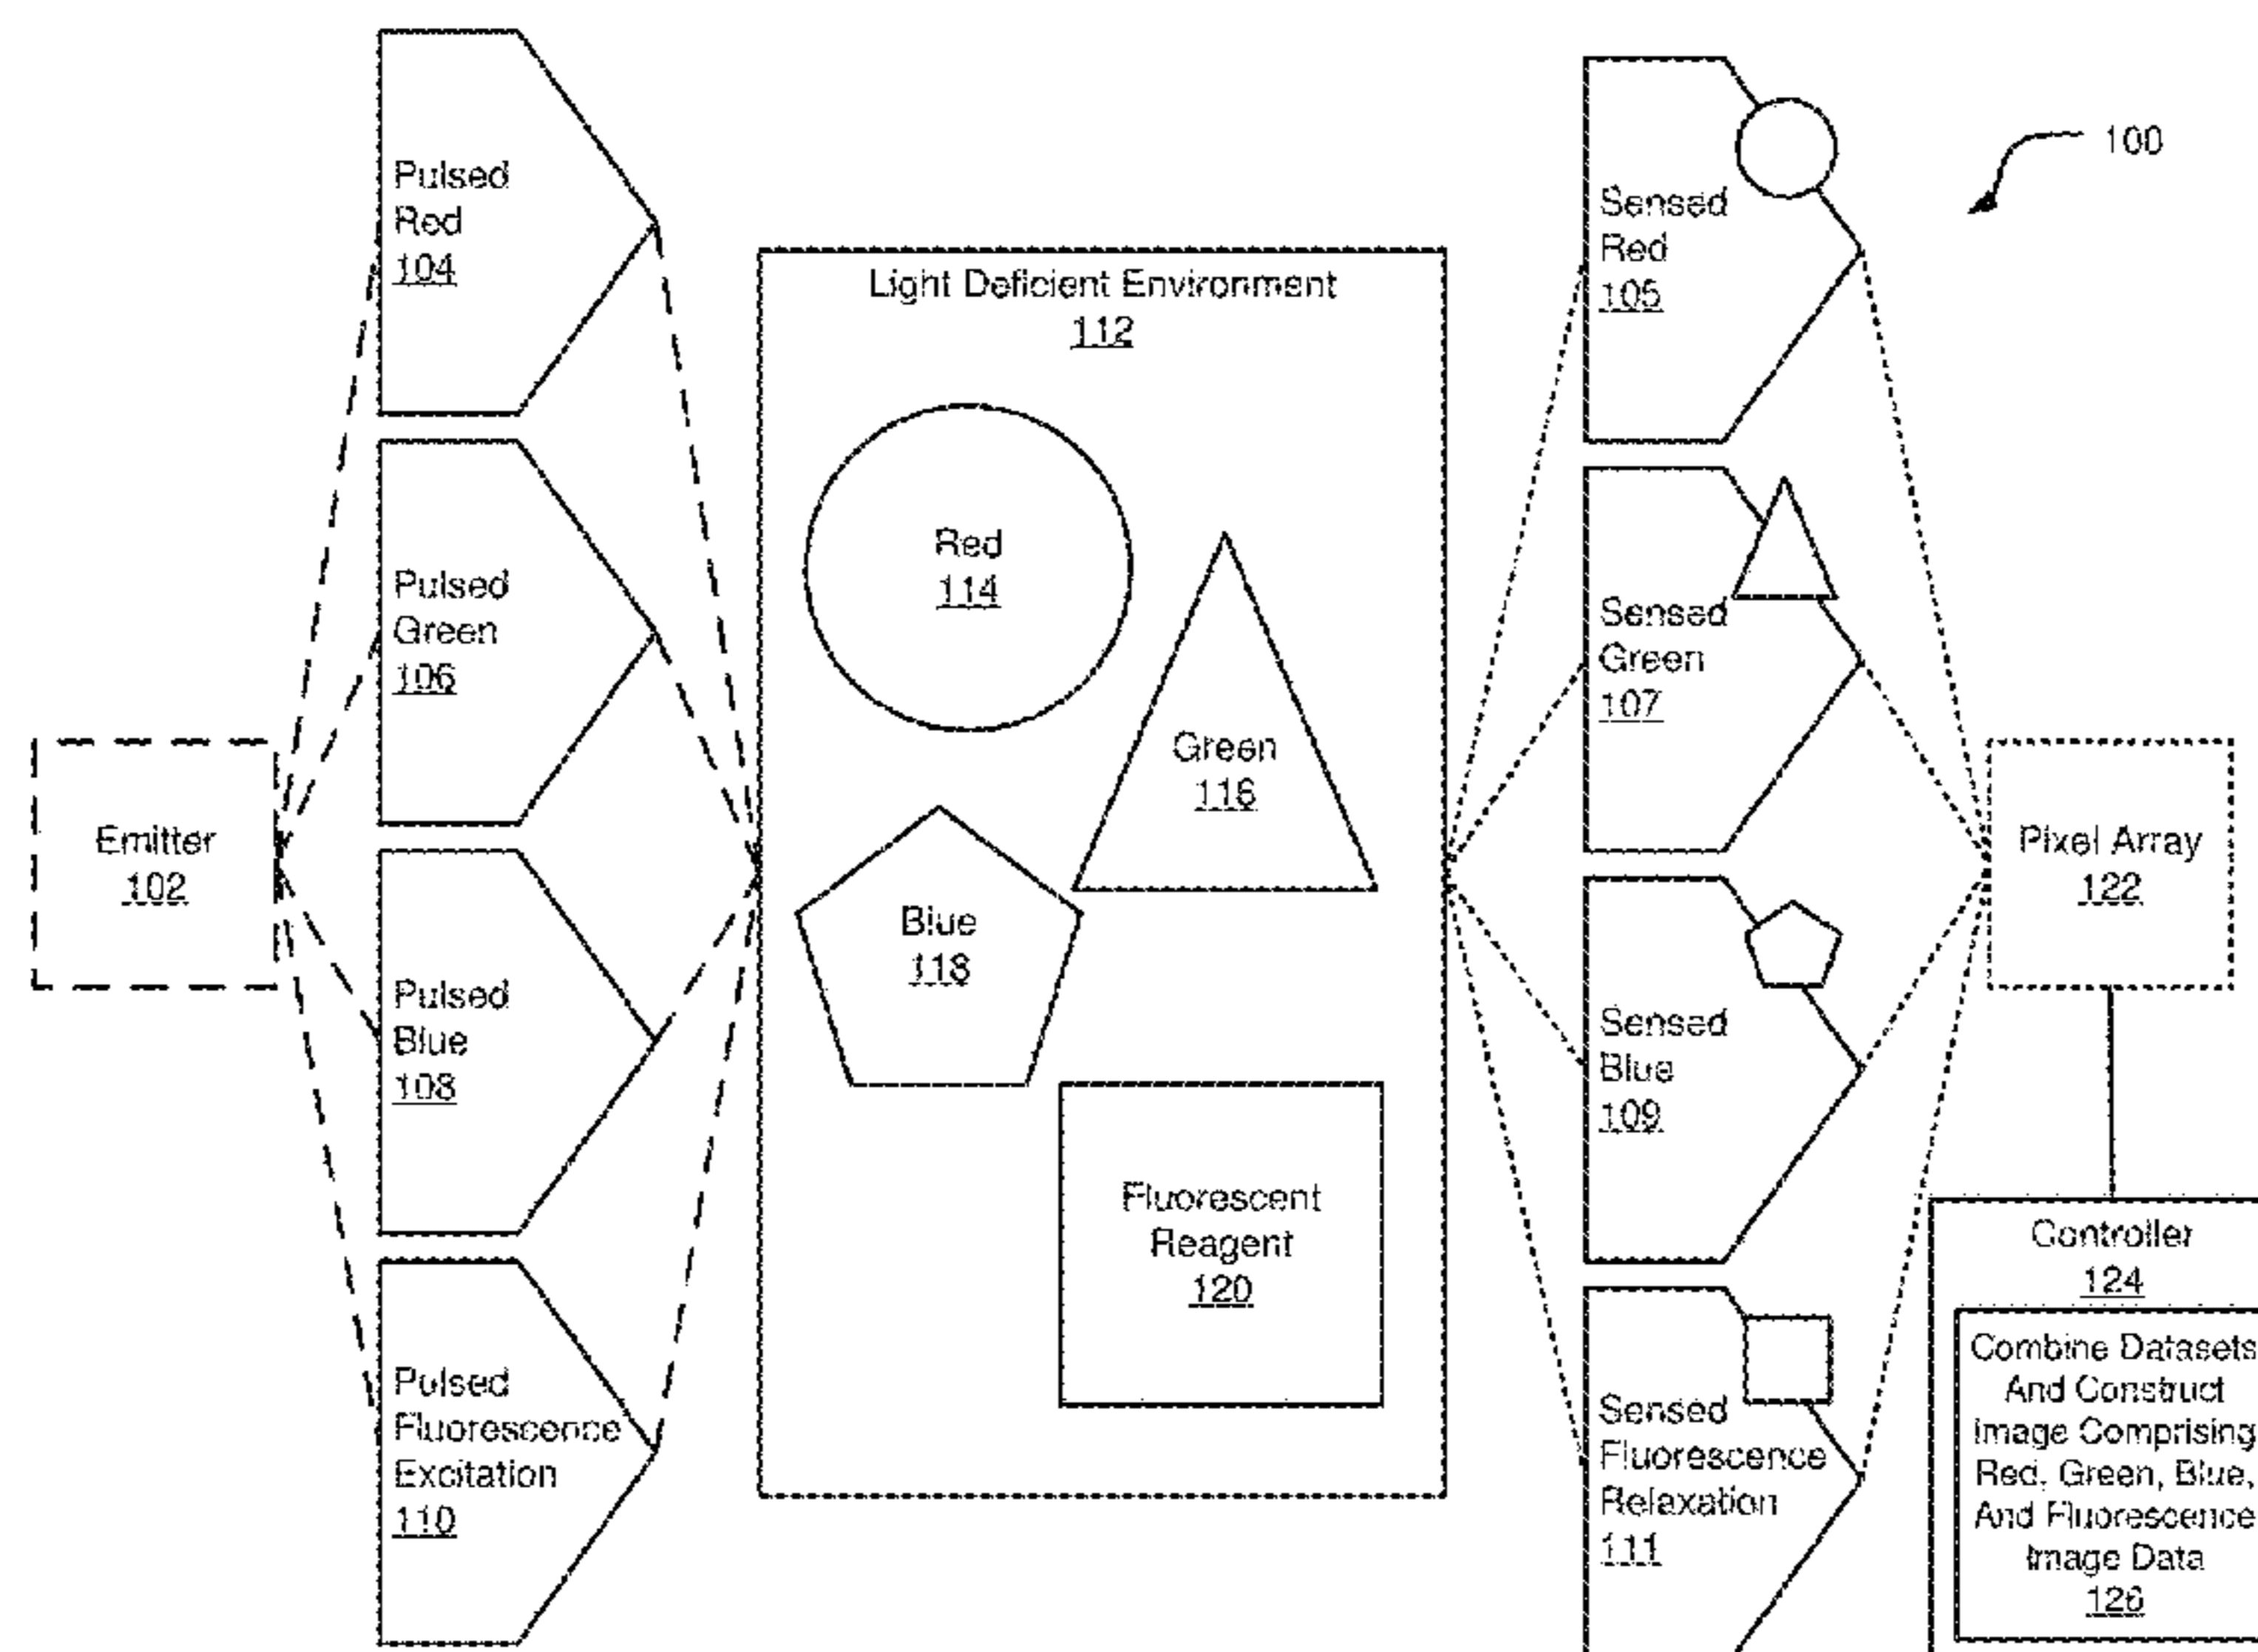 Pulsed
Red
104
Pulsed
Green
106
Emitter
102
Pulsed
Blue
108
Pulsed
Fluorescence
Excitation
110
Light Deficient Environment
112
Red
114
Green
116
Blue
118
Fluorescent
Reagent
120
Sensed
Red
105
100
Sensed
Green
107
Pixel Array
122
Sensed
Blue
109
Sensed
Fluorescence
Relaxation
111
Controller
124
Combine Datasets
And Construct
Image Comprising
Red, Green, Blue,
And Fluorescence
Image Data
126